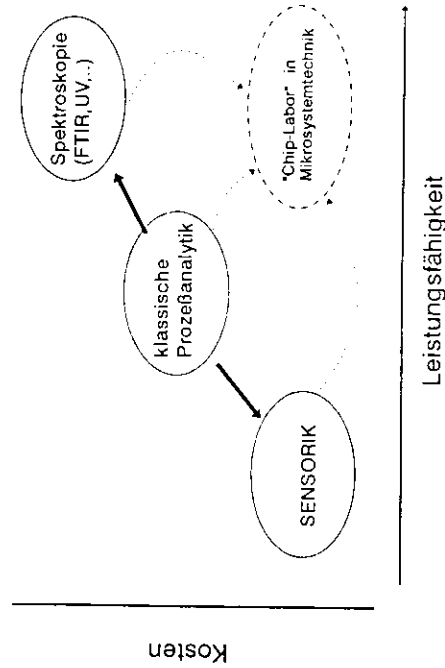 Kosten
Spektroskopie
(FTIR,UV,..)
klassische
Prozeßanalytik
"Chip-Labor" in
Mikrosystemtechnik
SENSORIK
Leistungsfähigkeit